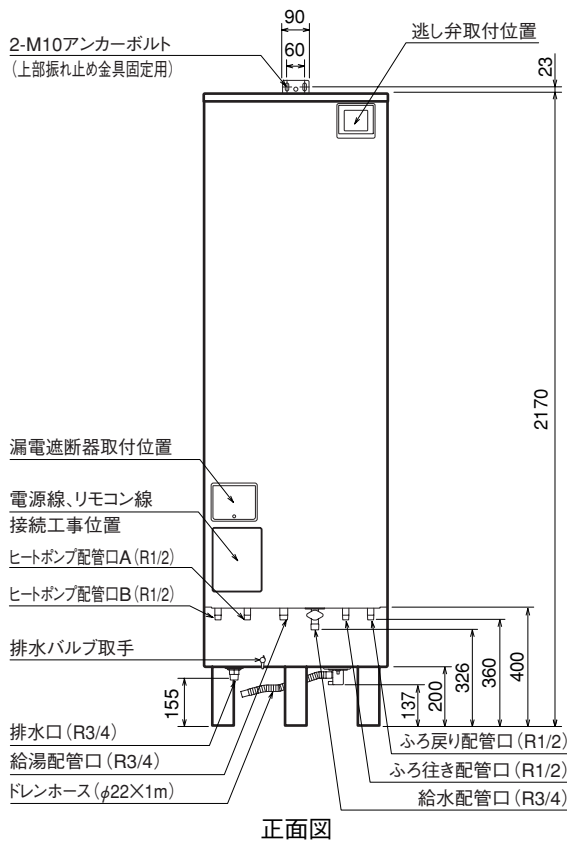 90
60
2-M10アンカーボルト
(上部振れ止め金具固定用)
逃し弁取付位置
23
2170
漏電遮断器取付位置
電源線、リモコン線
接続工事位置
ヒートポンプ配管口A(R1/2)
ヒートポンプ配管口B(R1/2)
排水バルブ取手
155
137
200
326
360
400
排水口(R3/4)
給湯配管口(R3/4)
ドレンホース(φ22×1m)
ふろ戻り配管口(R1/2)
ふろ往き配管口(R1/2)
給水配管口(R3/4)
正面図